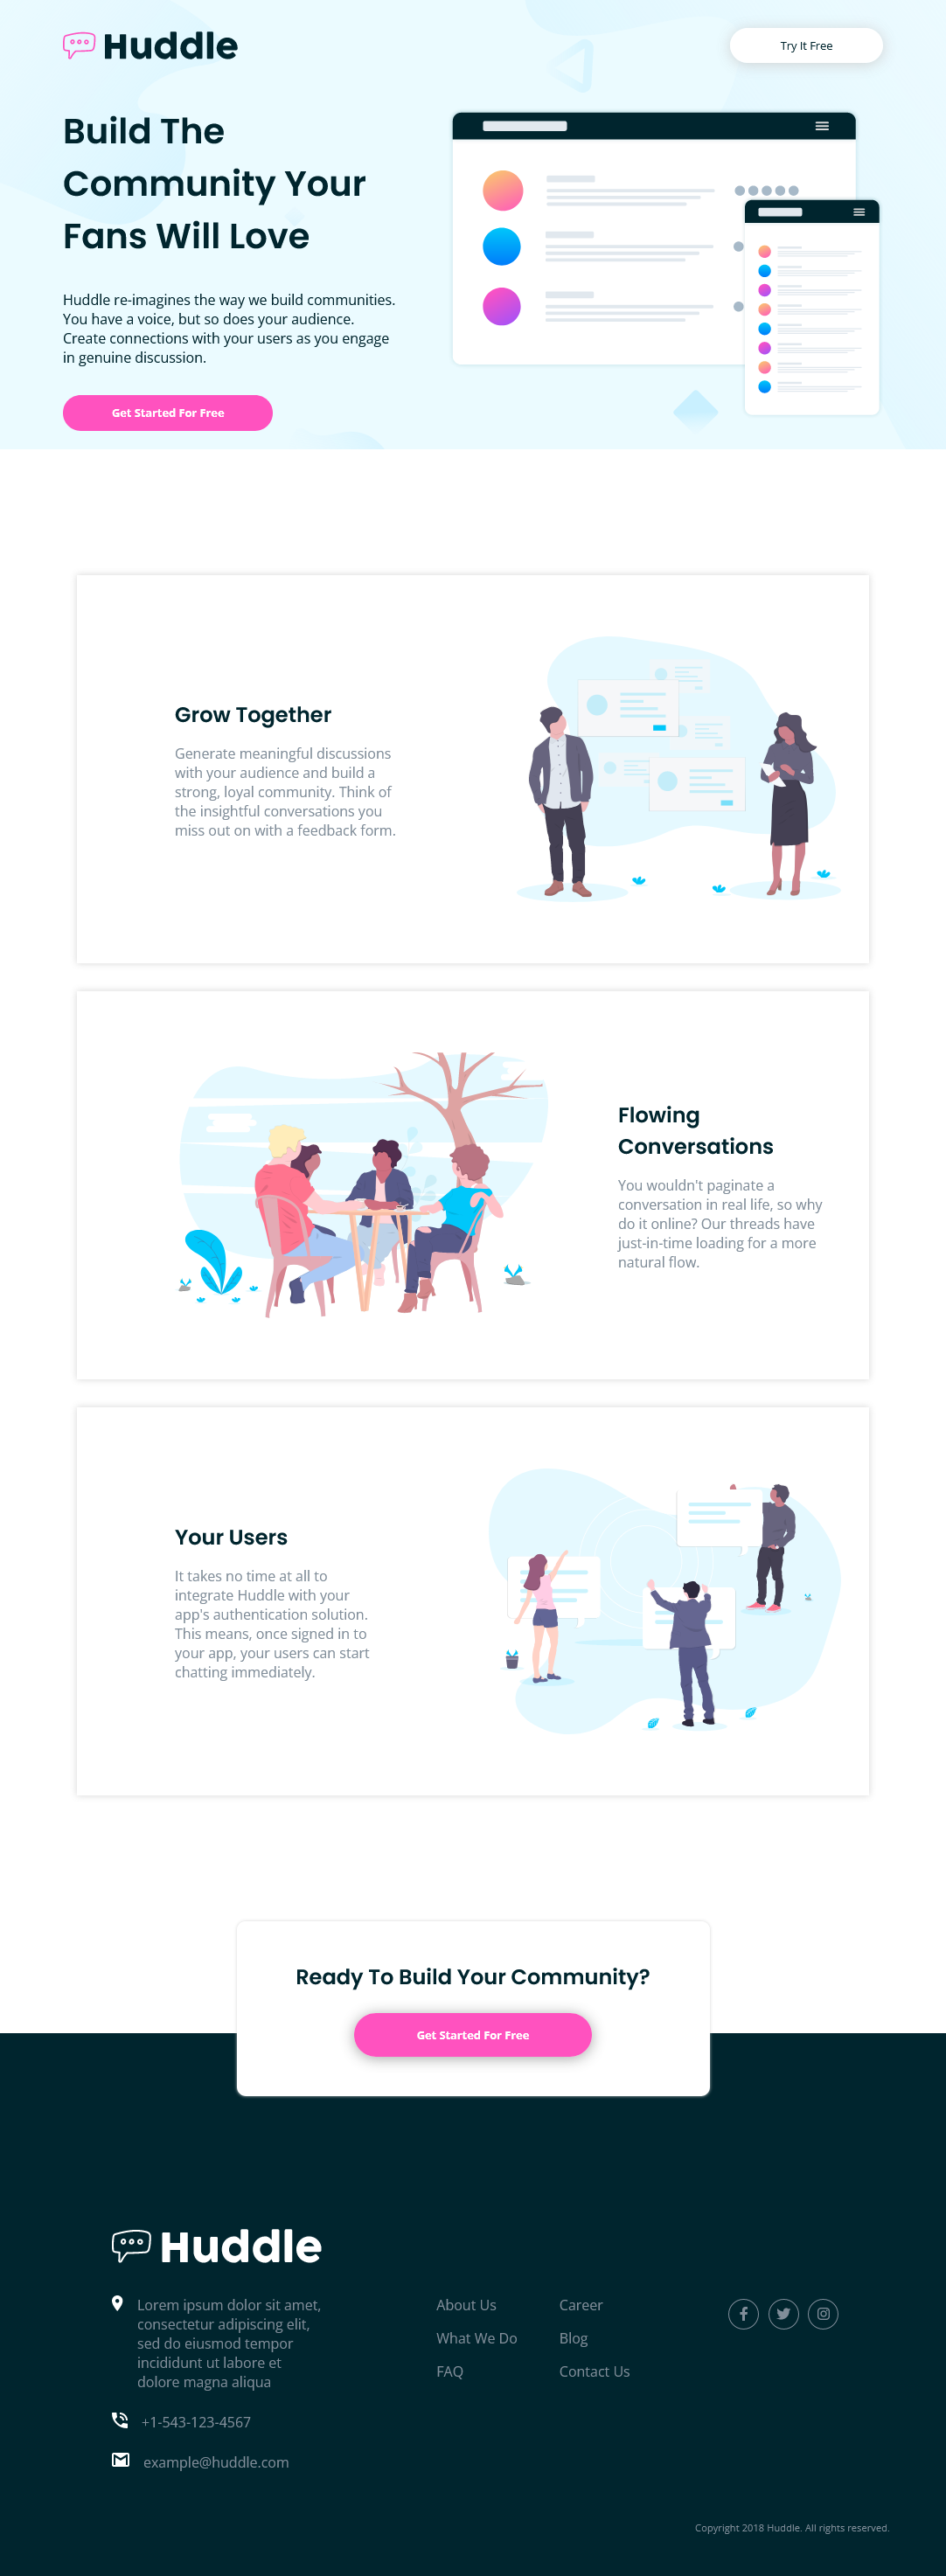 Huddle
Try It Free
Build The
Community Your
Fans Will Love
Huddle re-imagines the way we build communities.
You have a voice, but so does your audience.
Create connections with your users as you engage
in genuine discussion.
Get Started For Free
Grow Together
Generate meaningful discussions
with your audience and build a
strong, loyal community. Think of
the insightful conversations you
miss out on with a feedback form.
Flowing
Conversations
You wouldn't paginate a
conversation in real life, so why
do it online? Our threads have
just-in-time loading for a more
natural flow.
Your Users
It takes no time at all to
integrate Huddle with your
app's authentication solution.
This means, once signed in to
your app, your users can start
chatting immediately.
Ready To Build Your Community?
Get Started For Free
Huddle
Lorem ipsum dolor sit amet,
consectetur adipiscing elit,
sed do eiusmod tempor
incididunt ut labore et
dolore magna aliqua
+1-543-123-4567
example@huddle.com
About Us
What We Do
FAQ
Career
Blog
Contact Us
Copyright 2018 Huddle. All rights reserved.